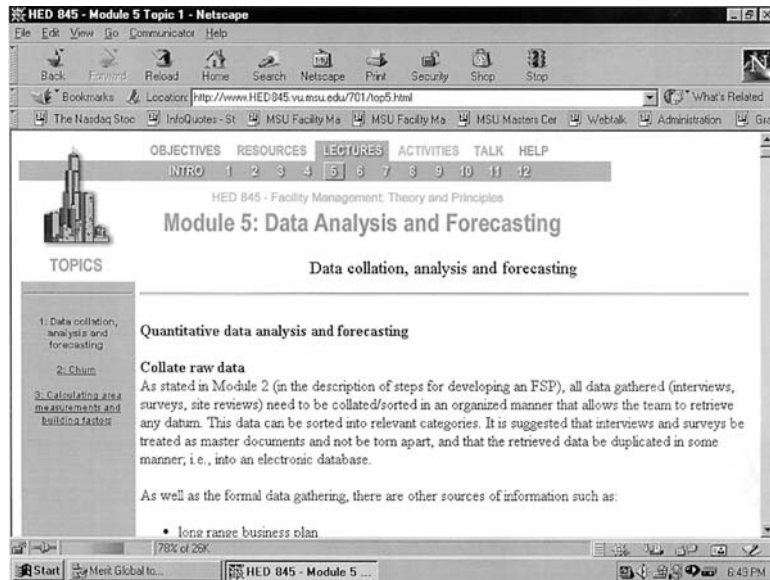 HED 845 - Module 5 Topic 1 - Netscape
File Edit View Go Communicator Help
Back Forward Reload Home Search Netscape Print Security Shop Stop
N
Bookmarks Location: http://www.HED845.vu.msu.edu/701/top5.html What's Related
The Nasdaq Stoc InfoQuotes - St MSU Facility Ma MSU Facility Ma MSU Masters Cer Webtalk Administration Gra
OBJECTIVES RESOURCES LECTURES ACTIVITIES TALK HELP
INTRO 1 2 3 4 5 6 7 8 9 10 11 12
HED 845 - Facility Management: Theory and Principles
Module 5: Data Analysis and Forecasting
TOPICS
Data collation, analysis and forecasting
1: Data collation,
analysis and
forecasting
2: Churn
3: Calculating area
measurements and
building factors
Quantitative data analysis and forecasting
Collate raw data
As stated in Module 2 (in the description of steps for developing an FSP), all data gathered (interviews,
surveys, site reviews) need to be collated/sorted in an organized manner that allows the team to retrieve
any datum. This data can be sorted into relevant categories. It is suggested that interviews and surveys be
treated as master documents and not be torn apart, and that the retrieved data be duplicated in some
manner; i.e., into an electronic database.
As well as the formal data gathering, there are other sources of information such as:
• long range business plan
78% of 26K
Start Merit Global to... HED 845 - Module 5 ... 6:49 PM